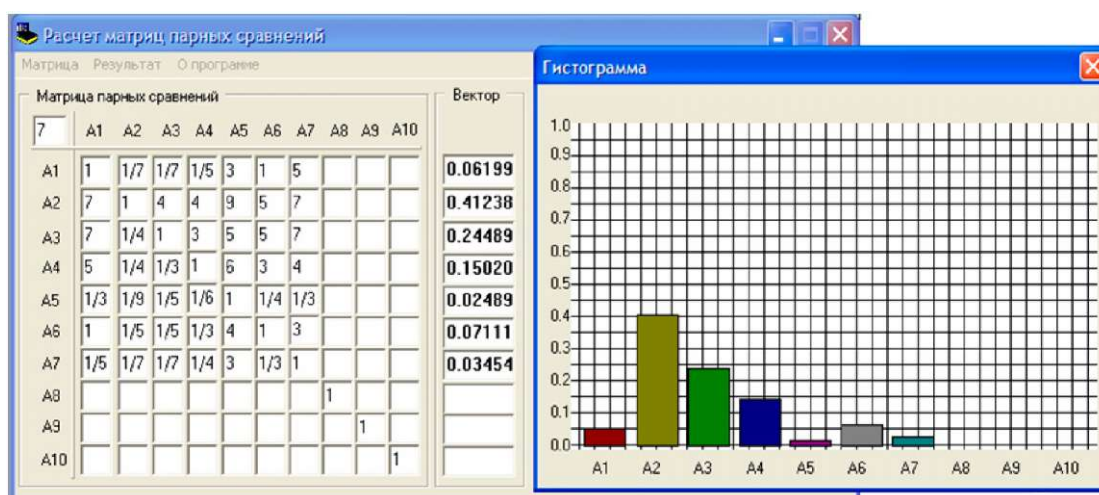 Расчет матриц парных сравнений
Матрица Результат О программе
Матрица парных сравнений
Вектор
7 A1 A2 A3 A4 A5 A6 A7 A8 A9 A10
A1 1 1/7 1/7 1/5 3 1 5 0.06199
A2 7 1 4 4 9 5 7 0.41238
A3 7 1/4 1 3 5 5 7 0.24489
A4 5 1/4 1/3 1 6 3 4 0.15020
A5 1/3 1/9 1/5 1/6 1 1/4 1/3 0.02489
A6 1 1/5 1/5 1/3 4 1 3 0.07111
A7 1/5 1/7 1/7 1/4 3 1/3 1 0.03454
A8 1
A9 1
A10 1
Гистограмма
1.0
0.9
0.8
0.7
0.6
0.5
0.4
0.3
0.2
0.1
0.0
A1 A2 A3 A4 A5 A6 A7 A8 A9 A10